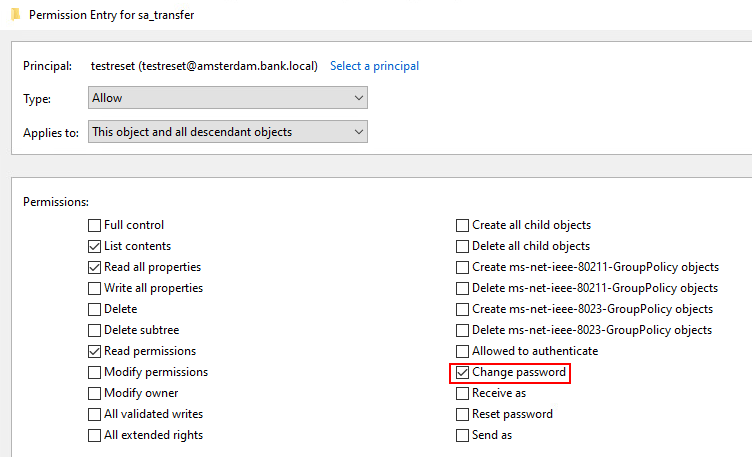 Permission Entry for sa_transfer
Principal: testreset (testreset@amsterdam.bank.local) Select a principal
Type: Allow
Applies to: This object and all descendant objects
Permissions:
Full control
List contents
Read all properties
Write all properties
Delete
Delete subtree
Read permissions
Modify permissions
Modify owner
All validated writes
All extended rights
Create all child objects
Delete all child objects
Create ms-net-ieee-80211-GroupPolicy objects
Delete ms-net-ieee-80211-GroupPolicy objects
Create ms-net-ieee-8023-GroupPolicy objects
Delete ms-net-ieee-8023-GroupPolicy objects
Allowed to authenticate
Change password
Receive as
Reset password
Send as